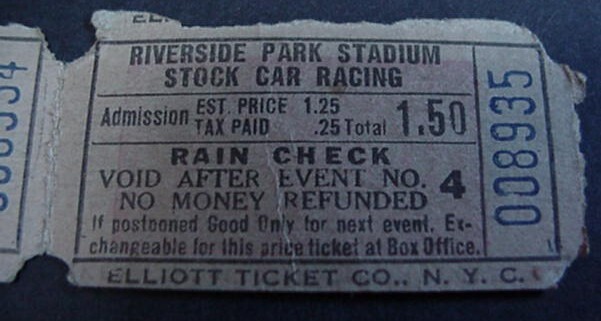 RIVERSIDE PARK STADIUM
STOCK CAR RACING
Admission EST. PRICE 1.25
TAX PAID .25 Total 1.50
RAIN CHECK
VOID AFTER EVENT NO. 4
NO MONEY REFUNDED
If postponed Good Only for next event. Ex-
changeable for this price ticket at Box Office.
ELLIOTT TICKET CO., N. Y. C.
008935